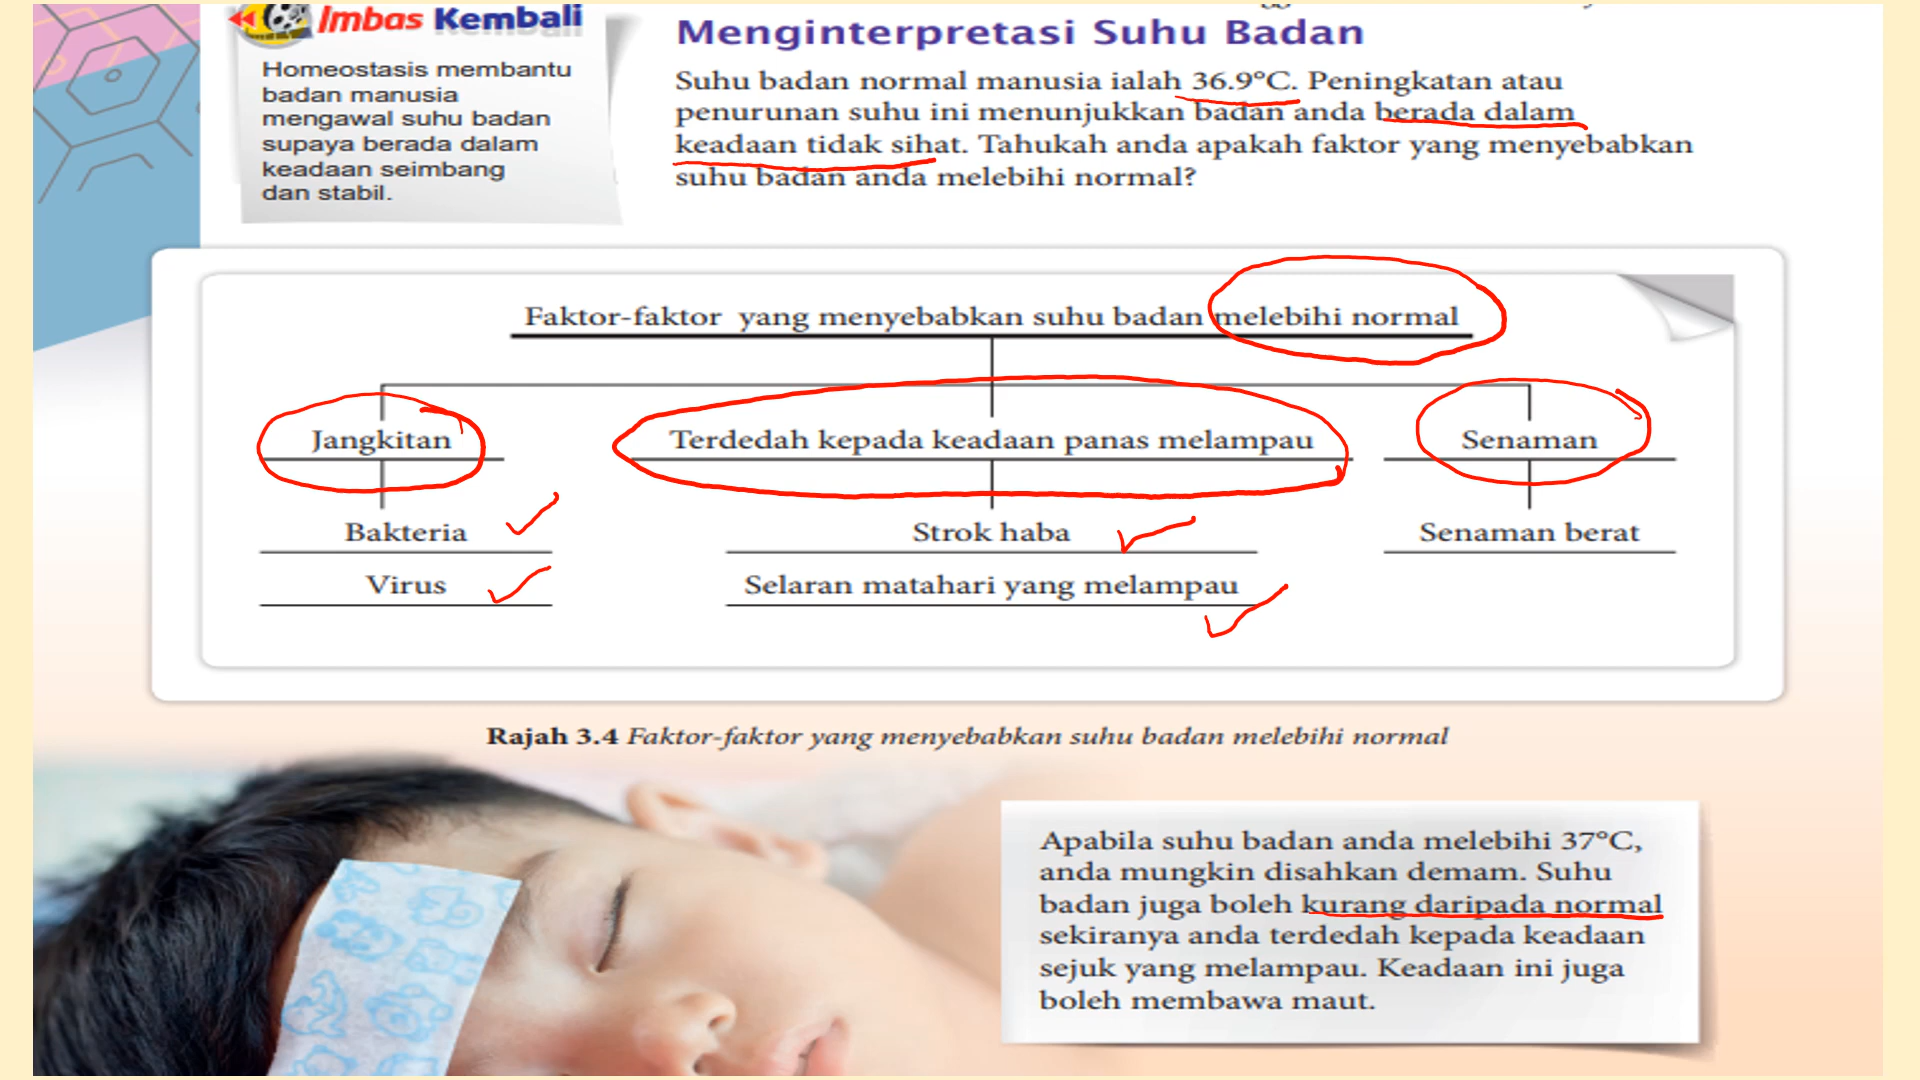 Imbas Kembali
Homeostasis membantu
badan manusia
mengawal suhu badan
supaya berada dalam
keadaan seimbang
dan stabil.
Menginterpretasi Suhu Badan
Suhu badan normal manusia ialah 36.9°C. Peningkatan atau
penurunan suhu ini menunjukkan badan anda berada dalam
keadaan tidak sihat. Tahukah anda apakah faktor yang menyebabkan
suhu badan anda melebihi normal?
Faktor-faktor yang menyebabkan suhu badan melebihi normal
Jangkitan
Terdedah kepada keadaan panas melampau
Senaman
Bakteria
Strok haba
Senaman berat
Virus
Selaran matahari yang melampau
Rajah 3.4 Faktor-faktor yang menyebabkan suhu badan melebihi normal
Apabila suhu badan anda melebihi 37°C,
anda mungkin disahkan demam. Suhu
badan juga boleh kurang daripada normal
sekiranya anda terdedah kepada keadaan
sejuk yang melampau. Keadaan ini juga
boleh membawa maut.